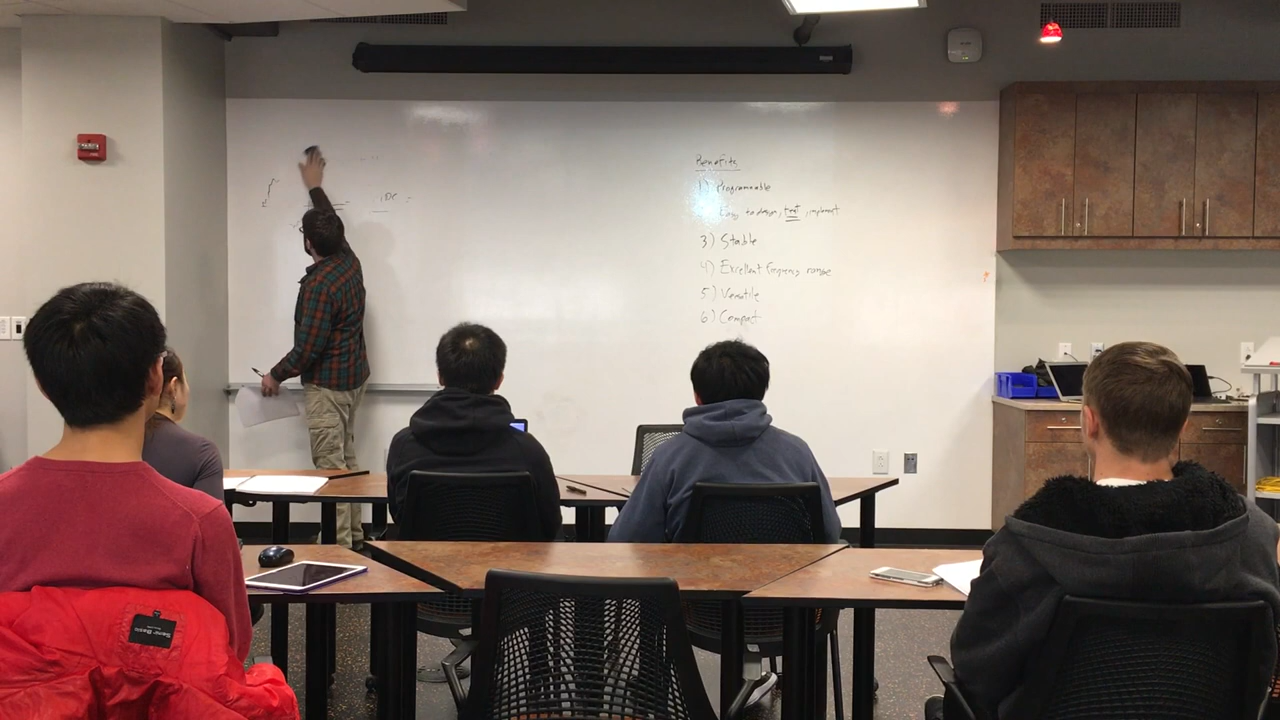 Benefits
1) Programmable
Easy to design, test, implement
3) Stable
4) Excellent frequency range
5) Versatile
6) Compact